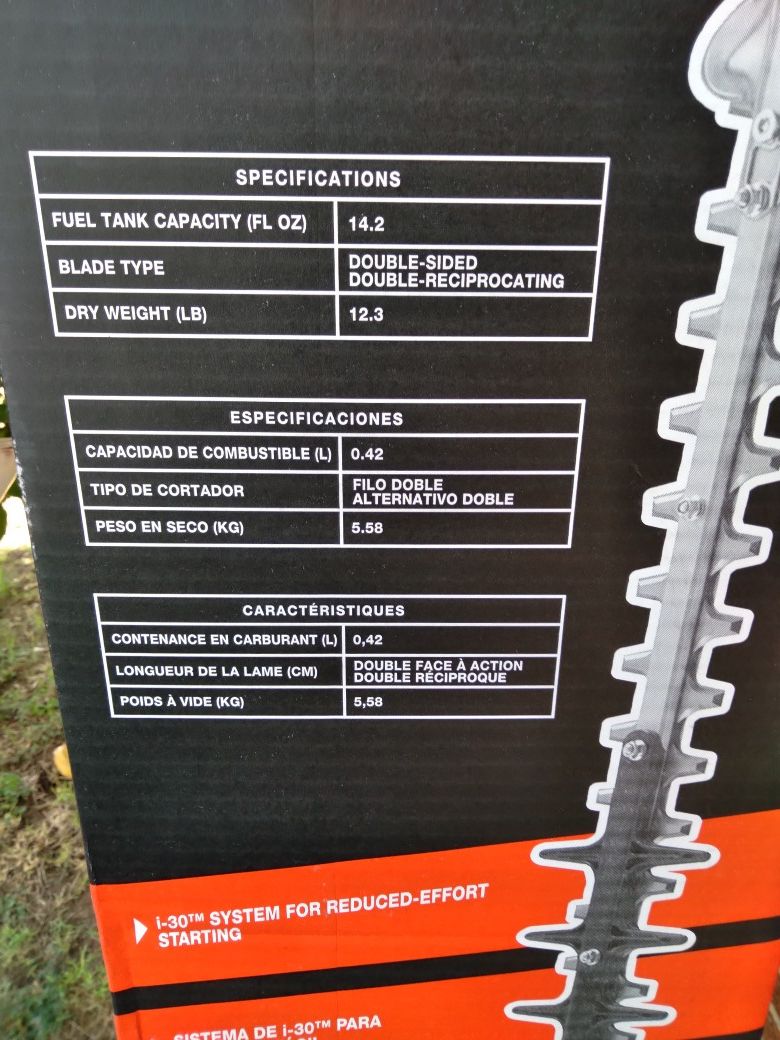 SPECIFICATIONS
FUEL TANK CAPACITY (FL OZ) 14.2
BLADE TYPE DOUBLE-SIDED
DOUBLE-RECIPROCATING
DRY WEIGHT (LB) 12.3
ESPECIFICACIONES
CAPACIDAD DE COMBUSTIBLE (L) 0.42
TIPO DE CORTADOR FILO DOBLE
ALTERNATIVO DOBLE
PESO EN SECO (KG) 5.58
CARACTÉRISTIQUES
CONTENANCE EN CARBURANT (L) 0,42
LONGUEUR DE LA LAME (CM) DOUBLE FACE À ACTION
DOUBLE RÉCIPROQUE
POIDS À VIDE (KG) 5,58
i-30™ SYSTEM FOR REDUCED-EFFORT
STARTING
SISTEMA DE i-30™ PARA